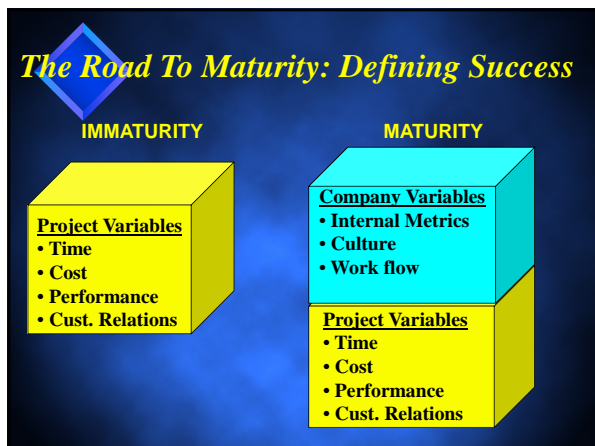 The Road To Maturity: Defining Success
IMMATURITY
Project Variables
• Time
• Cost
• Performance
• Cust. Relations
MATURITY
Company Variables
• Internal Metrics
• Culture
• Work flow
Project Variables
• Time
• Cost
• Performance
• Cust. Relations